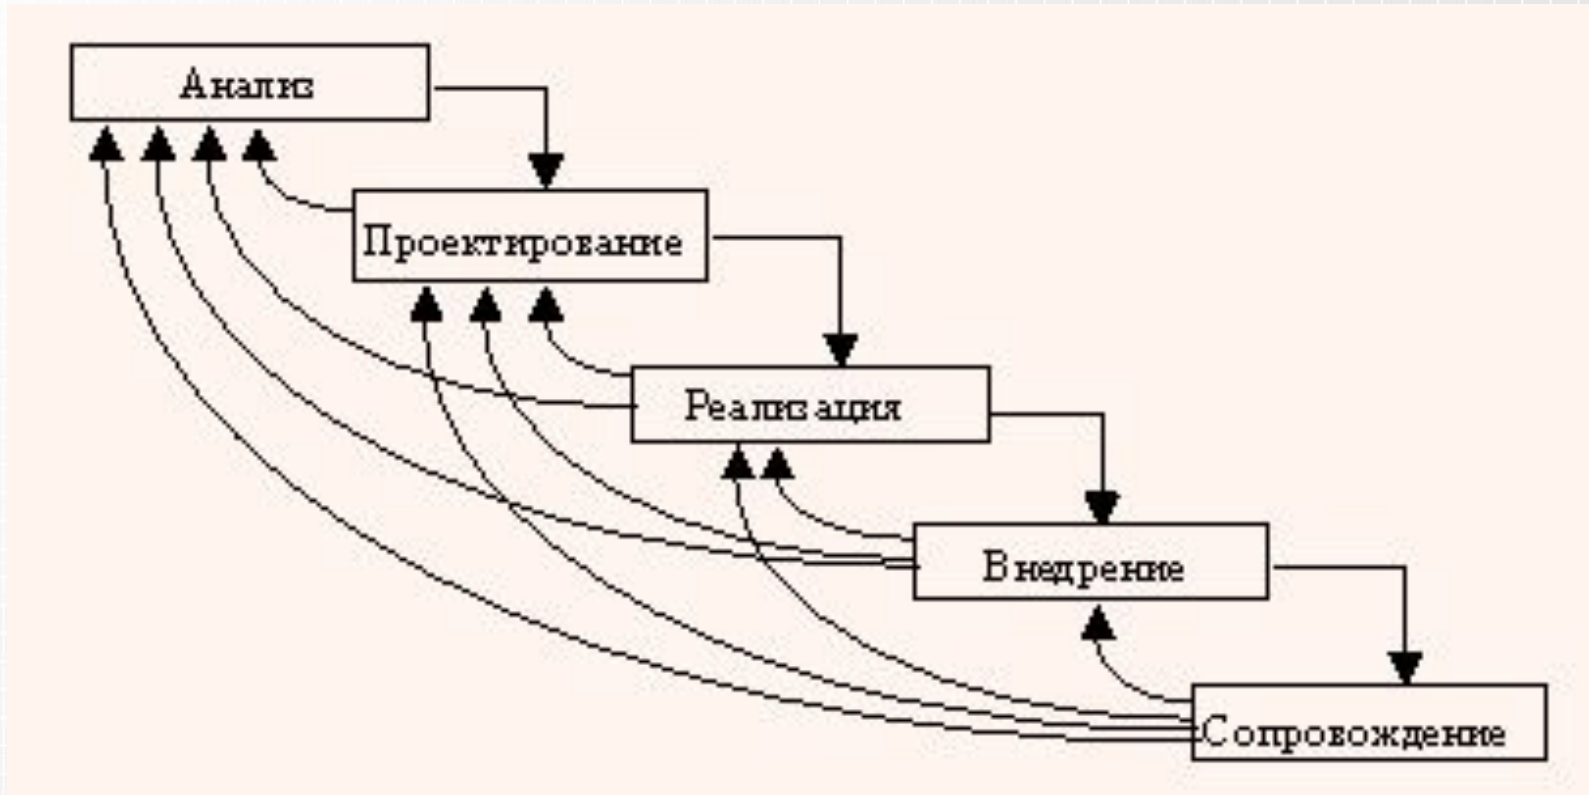 Анализ
Проектирование
Реализация
Внедрение
Сопровождение